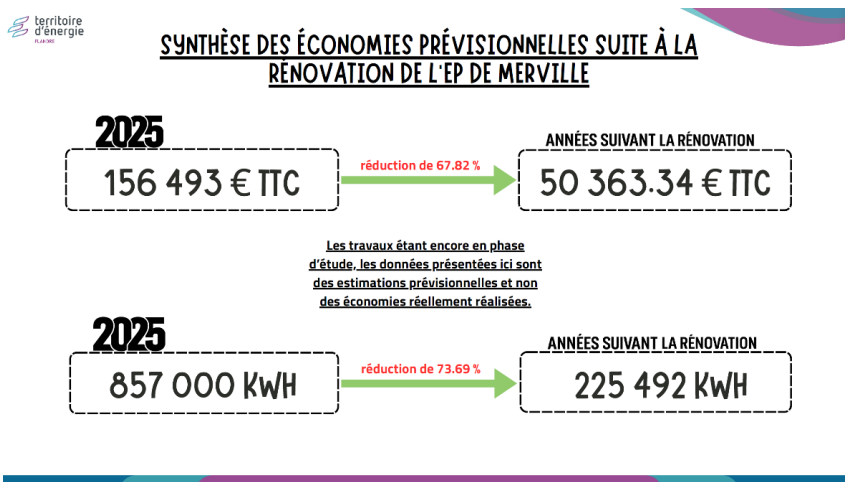 territoire
d'énergie
FLANDRE
SYNTHÈSE DES ÉCONOMIES PRÉVISIONNELLES SUITE À LA
RÉNOVATION DE L'EP DE MERVILLE
2025
156 493 € TTC
réduction de 67.82 %
ANNÉES SUIVANT LA RÉNOVATION
50 363.34 € TTC
Les travaux étant encore en phase
d'étude, les données présentées ici sont
des estimations prévisionnelles et non
des économies réellement réalisées.
2025
857 000 KWH
réduction de 73.69 %
ANNÉES SUIVANT LA RÉNOVATION
225 492 KWH